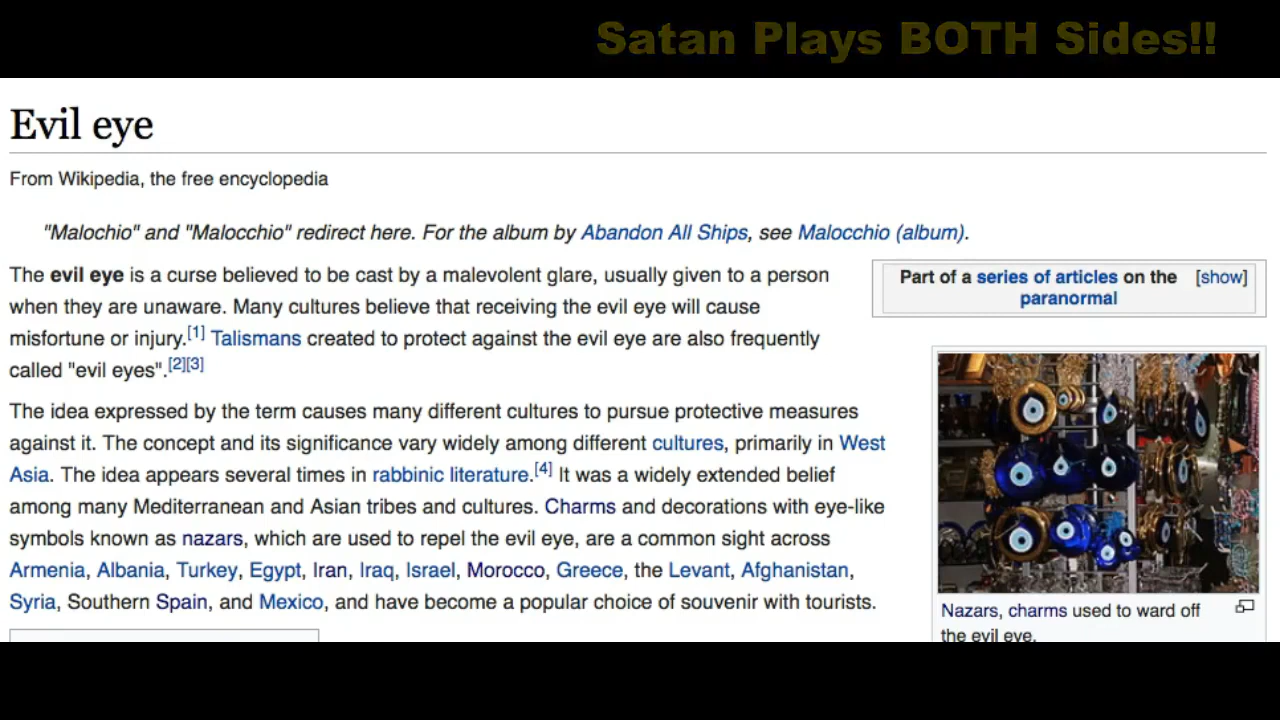 Satan Plays BOTH Sides!!
Evil eye
From Wikipedia, the free encyclopedia
"Malochio" and "Malocchio" redirect here. For the album by Abandon All Ships, see Malocchio (album).
The evil eye is a curse believed to be cast by a malevolent glare, usually given to a person
when they are unaware. Many cultures believe that receiving the evil eye will cause
misfortune or injury.[1] Talismans created to protect against the evil eye are also frequently
called "evil eyes".[2][3]
The idea expressed by the term causes many different cultures to pursue protective measures
against it. The concept and its significance vary widely among different cultures, primarily in West
Asia. The idea appears several times in rabbinic literature.[4] It was a widely extended belief
among many Mediterranean and Asian tribes and cultures. Charms and decorations with eye-like
symbols known as nazars, which are used to repel the evil eye, are a common sight across
Armenia, Albania, Turkey, Egypt, Iran, Iraq, Israel, Morocco, Greece, the Levant, Afghanistan,
Syria, Southern Spain, and Mexico, and have become a popular choice of souvenir with tourists.
Part of a series of articles on the [show]
paranormal
Nazars, charms used to ward off
the evil eye.